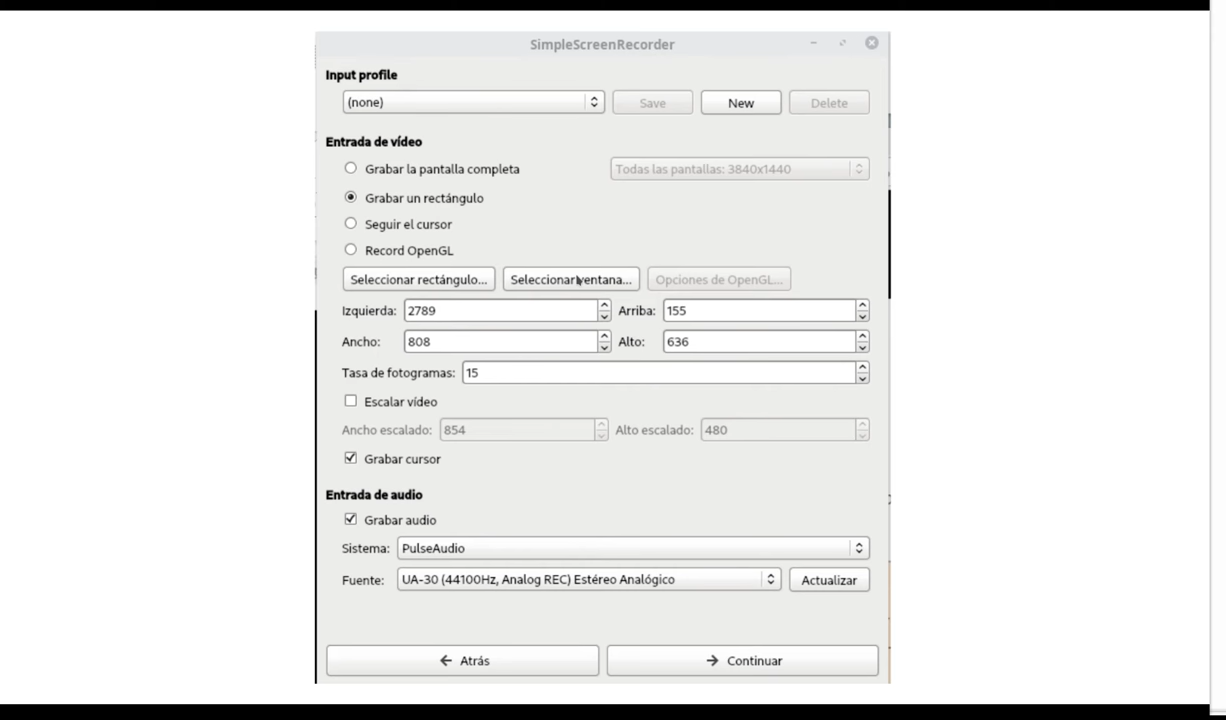 SimpleScreenRecorder
Input profile
(none) Save New Delete
Entrada de vídeo
Grabar la pantalla completa Todas las pantallas: 3840x1440
Grabar un rectángulo
Seguir el cursor
Record OpenGL
Seleccionar rectángulo... Seleccionar ventana... Opciones de OpenGL...
Izquierda: 2789 Arriba: 155
Ancho: 808 Alto: 636
Tasa de fotogramas: 15
Escalar vídeo
Ancho escalado: 854 Alto escalado: 480
Grabar cursor
Entrada de audio
Grabar audio
Sistema: PulseAudio
Fuente: UA-30 (44100Hz, Analog REC) Estéreo Analógico Actualizar
Atrás Continuar